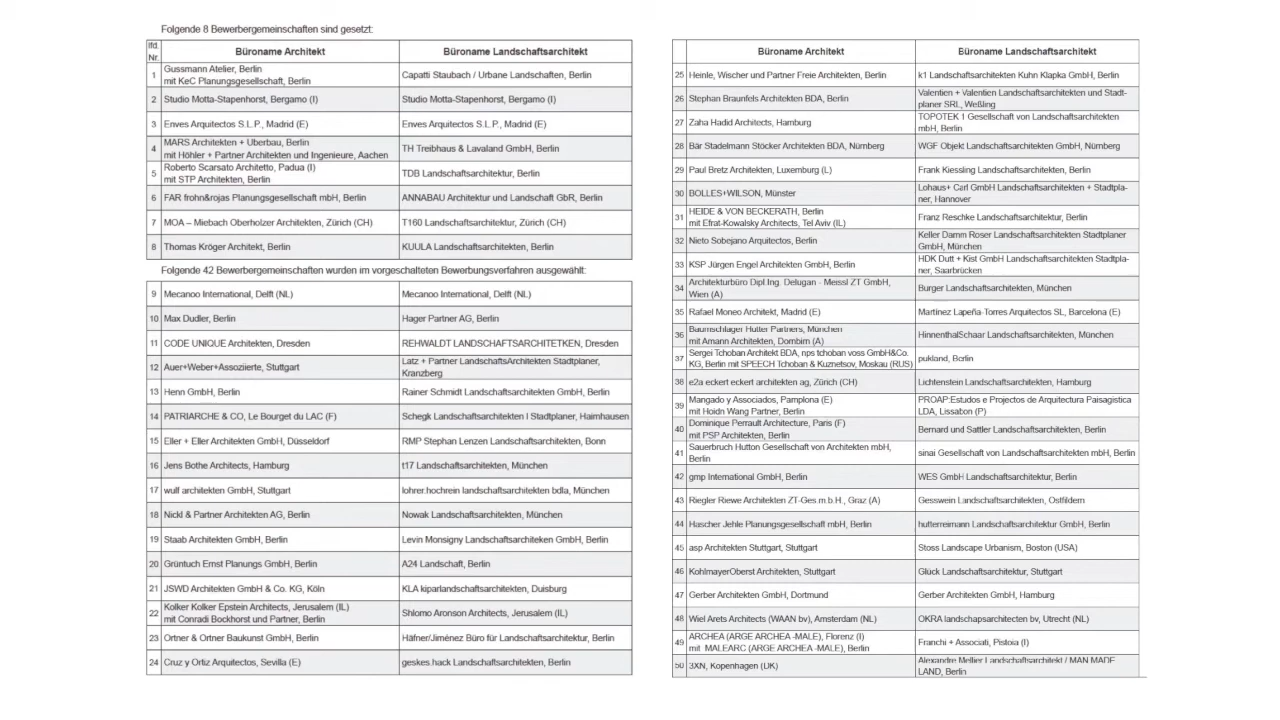 Folgende 8 Bewerbergemeinschaften sind gesetzt:
lfd. Nr. Büroname Architekt Büroname Landschaftsarchitekt
1 Gussmann Atelier, Berlin
mit KeC Planungsgesellschaft, Berlin Capatti Staubach / Urbane Landschaften, Berlin
2 Studio Motta-Stapenhorst, Bergamo (I) Studio Motta-Stapenhorst, Bergamo (I)
3 Enves Arquitectos S.L.P., Madrid (E) Enves Arquitectos S.L.P., Madrid (E)
4 MARS Architekten + Uberbau, Berlin
mit Höhler + Partner Architekten und Ingenieure, Aachen TH Treibhaus & Lavaland GmbH, Berlin
5 Roberto Scarsato Architetto, Padua (I)
mit STP Architekten, Berlin TDB Landschaftsarchitektur, Berlin
6 FAR frohn&rojas Planungsgesellschaft mbH, Berlin ANNABAU Architektur und Landschaft GbR, Berlin
7 MOA – Miebach Oberholzer Architekten, Zürich (CH) T160 Landschaftsarchitektur, Zürich (CH)
8 Thomas Kröger Architekt, Berlin KUULA Landschaftsarchitekten, Berlin
Folgende 42 Bewerbergemeinschaften wurden im vorgeschalteten Bewerbungsverfahren ausgewählt:
9 Mecanoo International, Delft (NL) Mecanoo International, Delft (NL)
10 Max Dudler, Berlin Hager Partner AG, Berlin
11 CODE UNIQUE Architekten, Dresden REHWALDT LANDSCHAFTSARCHITETKEN, Dresden
12 Auer+Weber+Assoziierte, Stuttgart Latz + Partner LandschaftsArchitekten Stadtplaner,
Kranzberg
13 Henn GmbH, Berlin Rainer Schmidt Landschaftsarchitekten GmbH, Berlin
14 PATRIARCHE & CO, Le Bourget du LAC (F) Schegk Landschaftsarchitekten I Stadtplaner, Haimhausen
15 Eller + Eller Architekten GmbH, Düsseldorf RMP Stephan Lenzen Landschaftsarchitekten, Bonn
16 Jens Bothe Architects, Hamburg t17 Landschaftsarchitekten, München
17 wulf architekten GmbH, Stuttgart lohrer.hochrein landschaftsarchitekten bdla, München
18 Nickl & Partner Architekten AG, Berlin Nowak Landschaftsarchitekten, München
19 Staab Architekten GmbH, Berlin Levin Monsigny Landschaftsarchiteken GmbH, Berlin
20 Grüntuch Ernst Planungs GmbH, Berlin A24 Landschaft, Berlin
21 JSWD Architekten GmbH & Co. KG, Köln KLA kiparlandschaftsarchitekten, Duisburg
22 Kolker Kolker Epstein Architects, Jerusalem (IL)
mit Conradi Bockhorst und Partner, Berlin Shlomo Aronson Architects, Jerusalem (IL)
23 Ortner & Ortner Baukunst GmbH, Berlin Häfner/Jiménez Büro für Landschaftsarchitektur, Berlin
24 Cruz y Ortiz Arquitectos, Sevilla (E) geskes.hack Landschaftsarchitekten, Berlin
Büroname Architekt Büroname Landschaftsarchitekt
25 Heinle, Wischer und Partner Freie Architekten, Berlin k1 Landschaftsarchitekten Kuhn Klapka GmbH, Berlin
26 Stephan Braunfels Architekten BDA, Berlin Valentien + Valentien Landschaftsarchitekten und Stadt-
planer SRL, Weßling
27 Zaha Hadid Architects, Hamburg TOPOTEK 1 Gesellschaft von Landschaftsarchitekten
mbH, Berlin
28 Bär Stadelmann Stöcker Architekten BDA, Nürnberg WGF Objekt Landschaftsarchitekten GmbH, Nürnberg
29 Paul Bretz Architekten, Luxemburg (L) Frank Kiessling Landschaftsarchitekten, Berlin
30 BOLLES+WILSON, Münster Lohaus+ Carl GmbH Landschaftsarchitekten + Stadtpla-
ner, Hannover
31 HEIDE & VON BECKERATH, Berlin
mit Efrat-Kowalsky Architects, Tel Aviv (IL) Franz Reschke Landschaftsarchitektur, Berlin
32 Nieto Sobejano Arquitectos, Berlin Keller Damm Roser Landschaftsarchitekten Stadtplaner
GmbH, München
33 KSP Jürgen Engel Architekten GmbH, Berlin HDK Dutt + Kist GmbH Landschaftsarchitekten Stadtpla-
ner, Saarbrücken
34 Architekturbüro Dipl.Ing. Delugan - Meissl ZT GmbH,
Wien (A) Burger Landschaftsarchitekten, München
35 Rafael Moneo Architekt, Madrid (E) Martínez Lapeña-Torres Arquitectos SL, Barcelona (E)
36 Baumschlager Hutter Partners, München
mit Amann Architekten, Dornbirn (A) HinnenthalSchaar Landschaftsarchitekten, München
37 Sergei Tchoban Architekt BDA, nps tchoban voss GmbH&Co.
KG, Berlin mit SPEECH Tchoban & Kuznetsov, Moskau (RUS) pukland, Berlin
38 e2a eckert eckert architekten ag, Zürich (CH) Lichtenstein Landschaftsarchitekten, Hamburg
39 Mangado y Associados, Pamplona (E)
mit Hoidn Wang Partner, Berlin PROAP:Estudos e Projectos de Arquitectura Paisagistica
LDA, Lissabon (P)
40 Dominique Perrault Architecture, Paris (F)
mit PSP Architekten, Berlin Bernard und Sattler Landschaftsarchitekten, Berlin
41 Sauerbruch Hutton Gesellschaft von Architekten mbH,
Berlin sinai Gesellschaft von Landschaftsarchitekten mbH, Berlin
42 gmp International GmbH, Berlin WES GmbH Landschaftsarchitektur, Berlin
43 Riegler Riewe Architekten ZT-Ges m.b.H., Graz (A) Gesswein Landschaftsarchitekten, Ostfildern
44 Hascher Jehle Planungsgesellschaft mbH, Berlin hutterreimann Landschaftsarchitektur GmbH, Berlin
45 asp Architekten Stuttgart, Stuttgart Stoss Landscape Urbanism, Boston (USA)
46 KohlmayerOberst Architekten, Stuttgart Glück Landschaftsarchitektur, Stuttgart
47 Gerber Architekten GmbH, Dortmund Gerber Architekten GmbH, Hamburg
48 Wiel Arets Architects (WAAN bv), Amsterdam (NL) OKRA landschapsarchitecten bv, Utrecht (NL)
49 ARCHEA (ARGE ARCHEA -MALE), Florenz (I)
mit MALEARC (ARGE ARCHEA -MALE), Berlin Franchi + Associati, Pistoia (I)
50 3XN, Kopenhagen (DK) Alexandre Mellier Landschaftsarchitekt / MAN MADE
LAND, Berlin